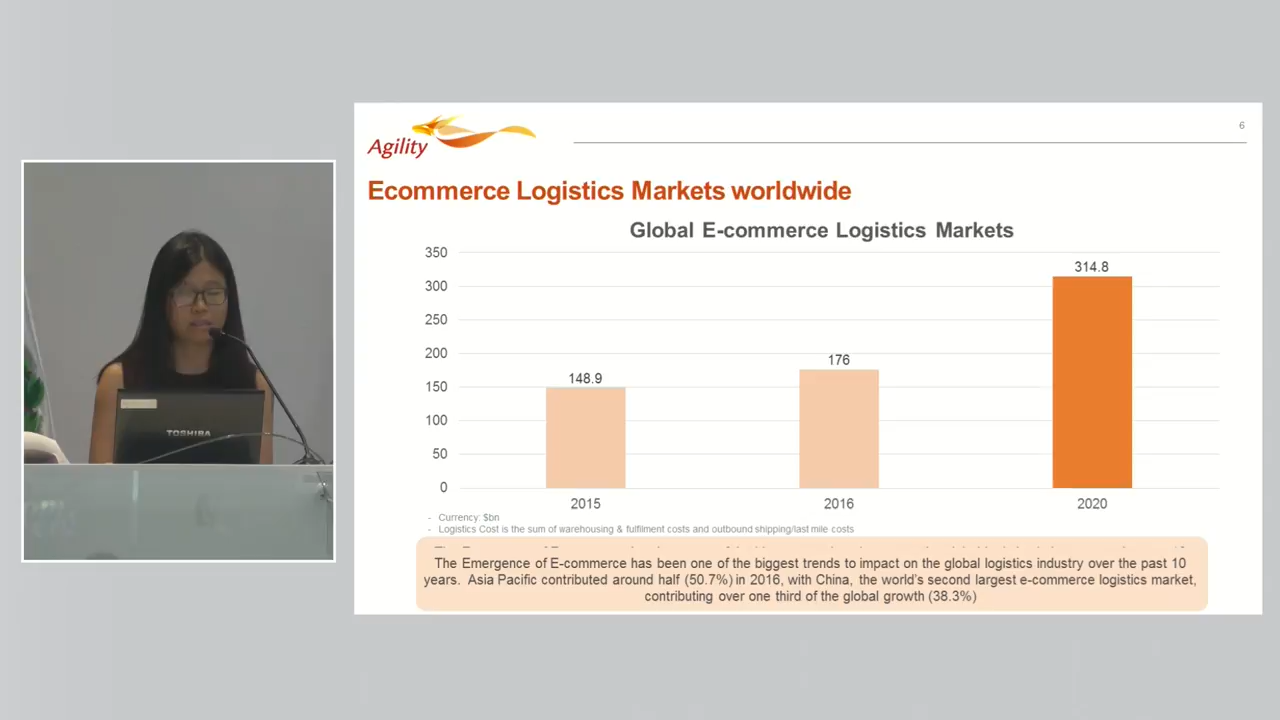 Agility
6
Ecommerce Logistics Markets worldwide
Global E-commerce Logistics Markets
350
300
250
200
150
100
50
0
148.9
176
314.8
2015
2016
2020
- Currency: $bn
- Logistics Cost is the sum of warehousing & fulfilment costs and outbound shipping/last mile costs
The Emergence of E-commerce has been one of the biggest trends to impact on the global logistics industry over the past 10
years. Asia Pacific contributed around half (50.7%) in 2016, with China, the world's second largest e-commerce logistics market,
contributing over one third of the global growth (38.3%)
TOSHIBA